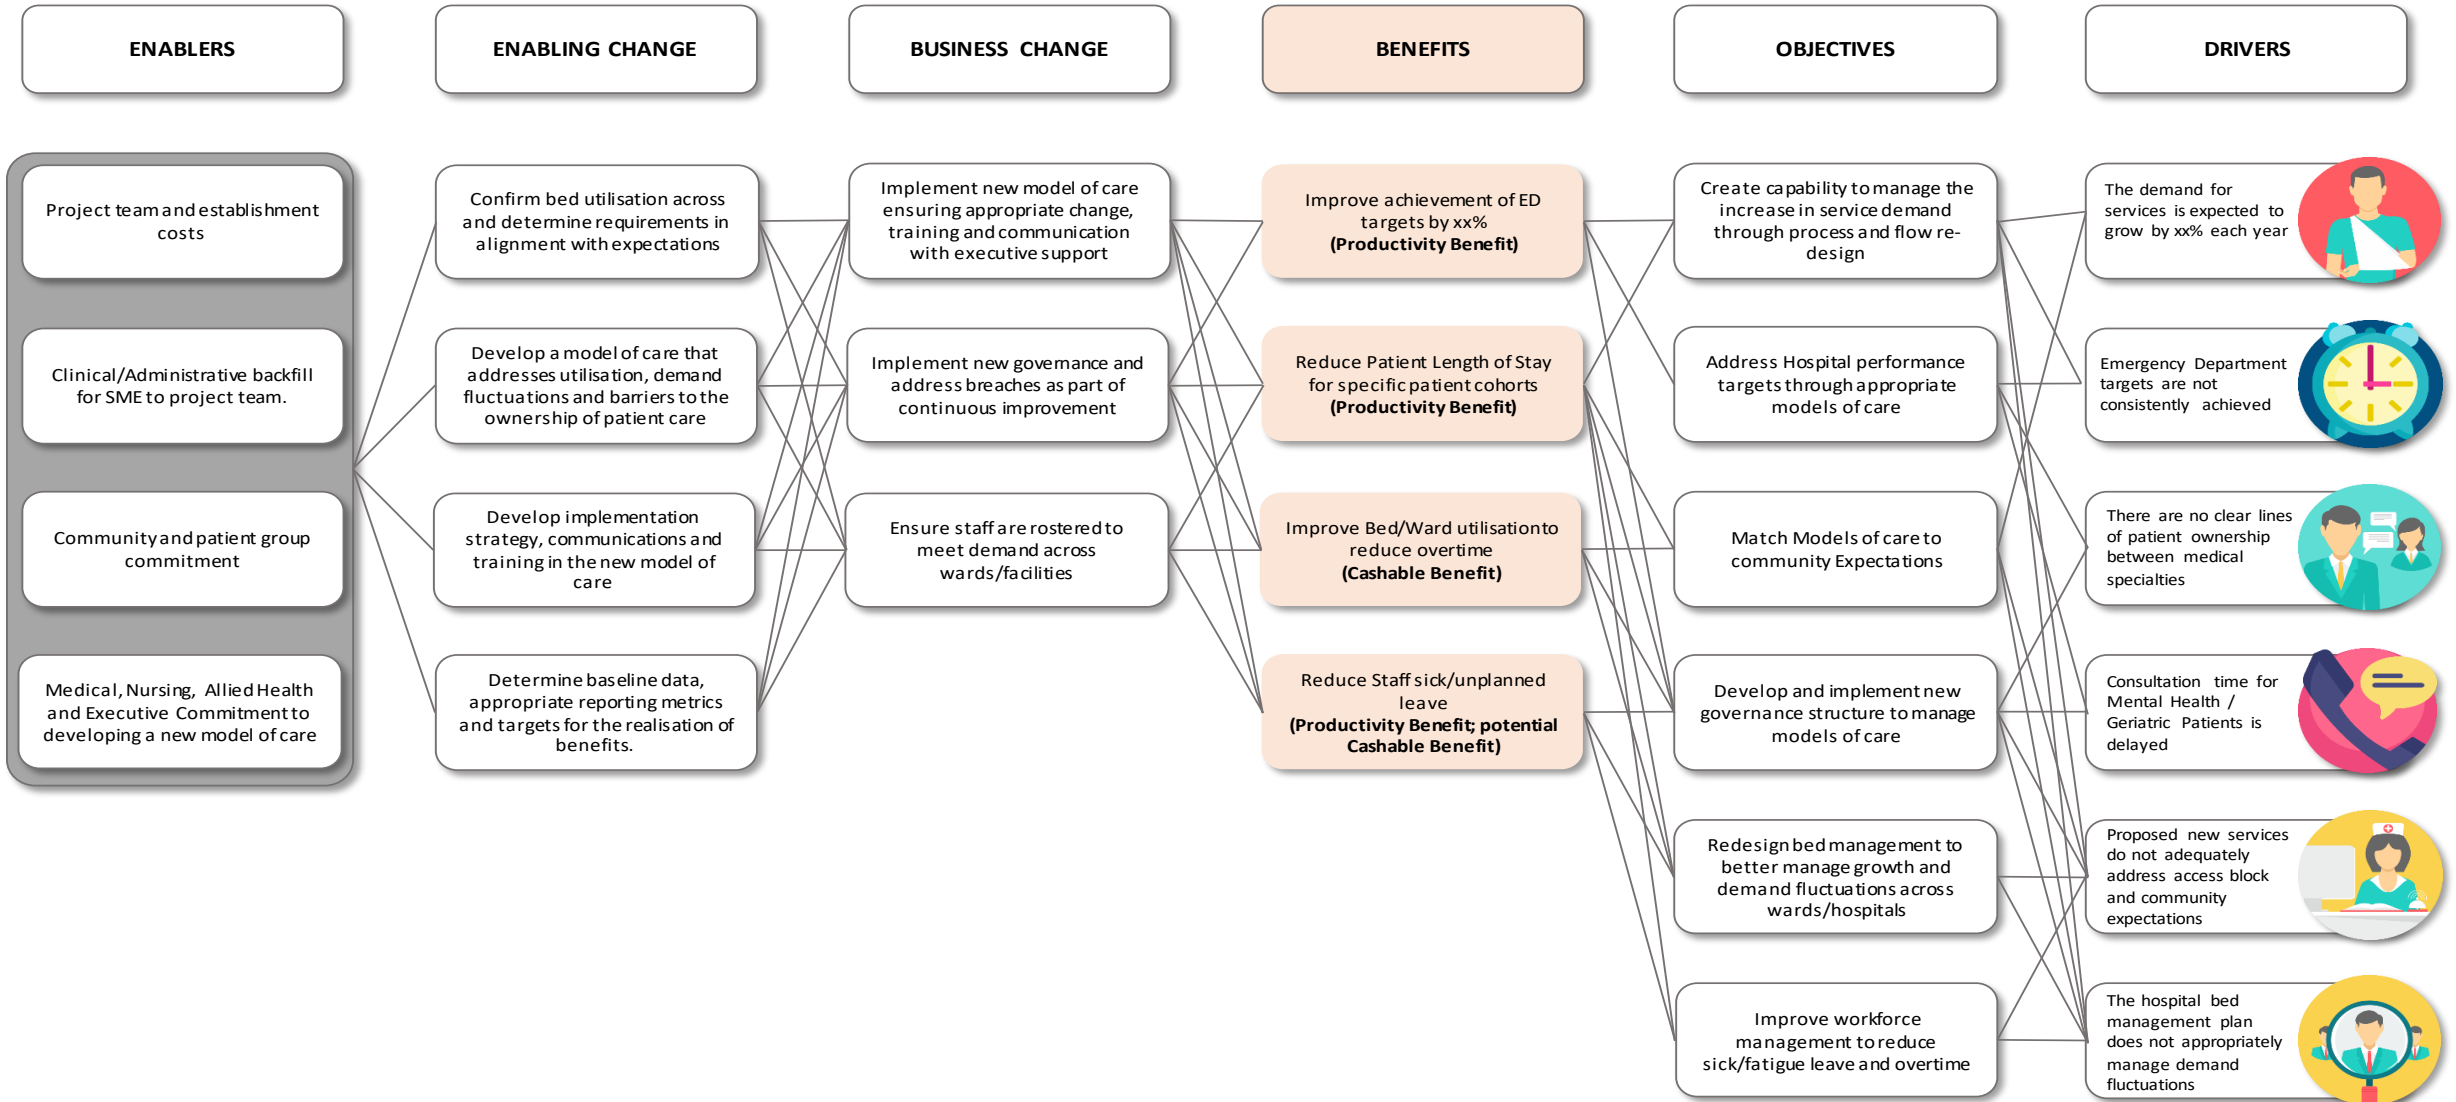 ENABLERS
ENABLING CHANGE
BUSINESS CHANGE
BENEFITS
OBJECTIVES
DRIVERS
Project team and establishment
costs
Clinical/Administrative backfill
for SME to project team.
Community and patient group
commitment
Medical, Nursing, Allied Health
and Executive Commitment to
developing a new model of care
Confirm bed utilisation across
and determine requirements in
alignment with expectations
Develop a model of care that
addresses utilisation, demand
fluctuations and barriers to the
ownership of patient care
Develop implementation
strategy, communications and
training in the new model of
care
Determine baseline data,
appropriate reporting metrics
and targets for the realisation of
benefits.
Implement new model of care
ensuring appropriate change,
training and communication
with executive support
Implement new governance and
address breaches as part of
continuous improvement
Ensure staff are rostered to
meet demand across
wards/facilities
Improve achievement of ED
targets by xx%
(Productivity Benefit)
Reduce Patient Length of Stay
for specific patient cohorts
(Productivity Benefit)
Improve Bed/Ward utilisation to
reduce overtime
(Cashable Benefit)
Reduce Staff sick/unplanned
leave
(Productivity Benefit; potential
Cashable Benefit)
Create capability to manage the
increase in service demand
through process and flow re-
design
Address Hospital performance
targets through appropriate
models of care
Match Models of care to
community Expectations
Develop and implement new
governance structure to manage
models of care
Redesign bed management to
better manage growth and
demand fluctuations across
wards/hospitals
Improve workforce
management to reduce
sick/fatigue leave and overtime
The demand for
services is expected to
grow by xx% each year
Emergency Department
targets are not
consistently achieved
There are no clear lines
of patient ownership
between medical
specialties
Consultation time for
Mental Health /
Geriatric Patients is
delayed
Proposed new services
do not adequately
address access block
and community
expectations
The hospital bed
management plan
does not appropriately
manage demand
fluctuations